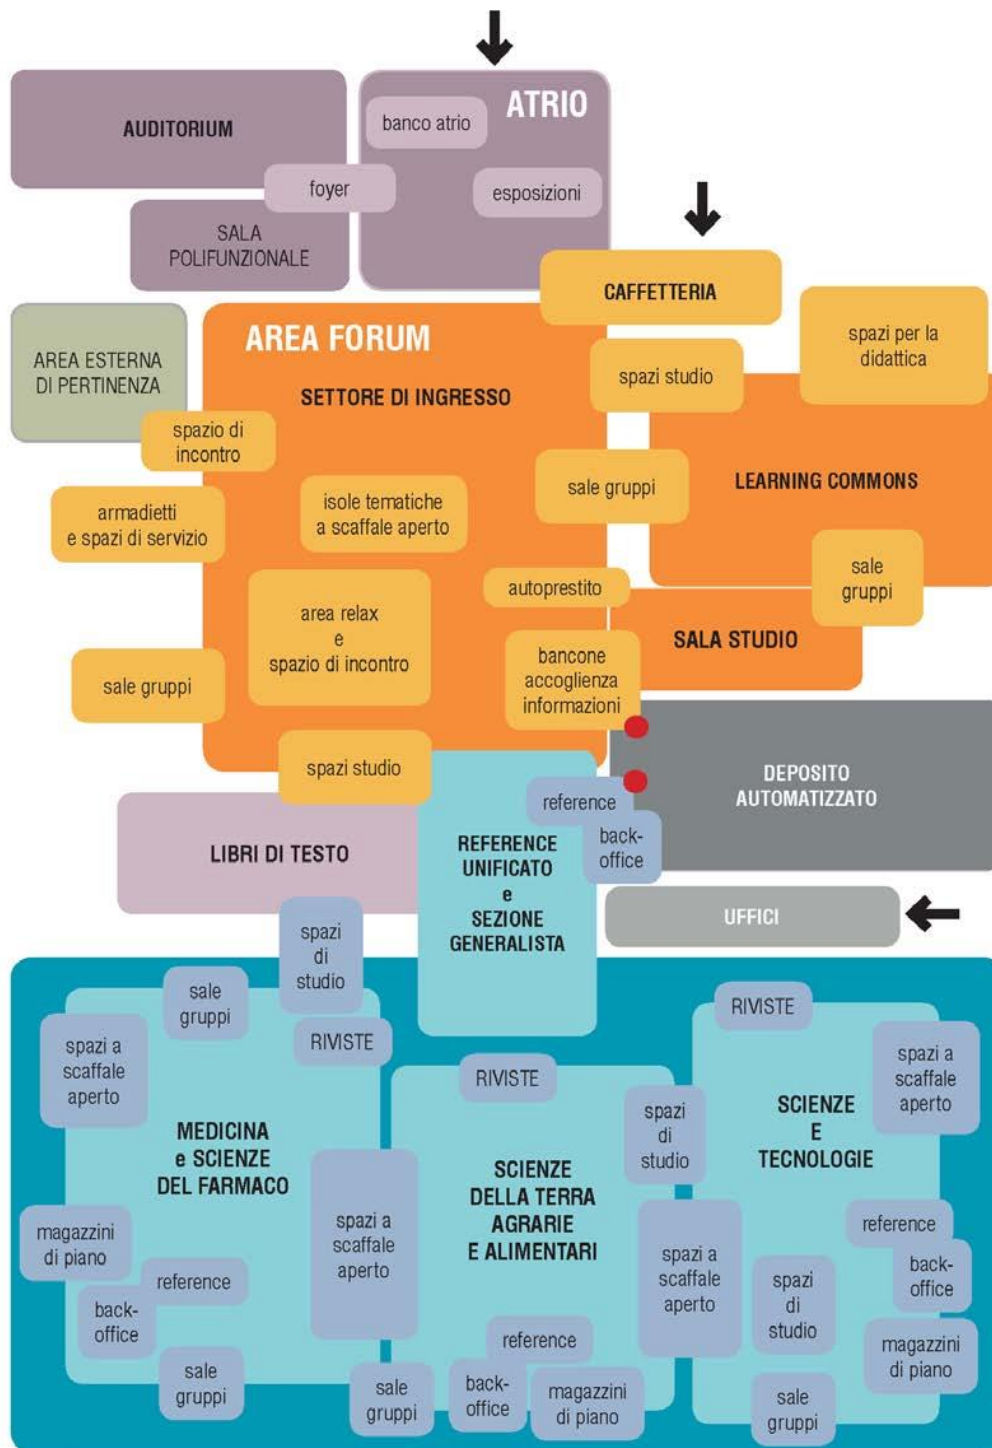 ATRIO
banco atrio
AUDITORIUM
foyer
esposizioni
SALA
POLIFUNZIONALE
CAFFETTERIA
AREA FORUM
SETTORE DI INGRESSO
AREA ESTERNA
DI PERTINENZA
spazi per la
didattica
spazi studio
spazio di
incontro
isole tematiche
a scaffale aperto
sale gruppi
LEARNING COMMONS
armadietti
e spazi di servizio
sale
gruppi
autoprestito
area relax
e
spazio di incontro
SALA STUDIO
bancone
accoglienza
informazioni
sale gruppi
spazi studio
DEPOSITO
AUTOMATIZZATO
reference
back-
office
LIBRI DI TESTO
REFERENCE
UNIFICATO
e
SEZIONE
GENERALISTA
UFFICI
spazi
di
studio
sale
gruppi
RIVISTE
spazi a
scaffale
aperto
MEDICINA
e SCIENZE
DEL FARMACO
spazi a
scaffale
aperto
magazzini
di piano
reference
back-
office
sale
gruppi
RIVISTE
SCIENZE
DELLA TERRA
AGRARIE
E ALIMENTARI
spazi
di
studio
spazi a
scaffale
aperto
reference
back-
office
magazzini
di piano
sale
gruppi
RIVISTE
spazi a
scaffale
aperto
SCIENZE
E
TECNOLOGIE
reference
back-
office
spazi
di
studio
magazzini
di piano
sale
gruppi